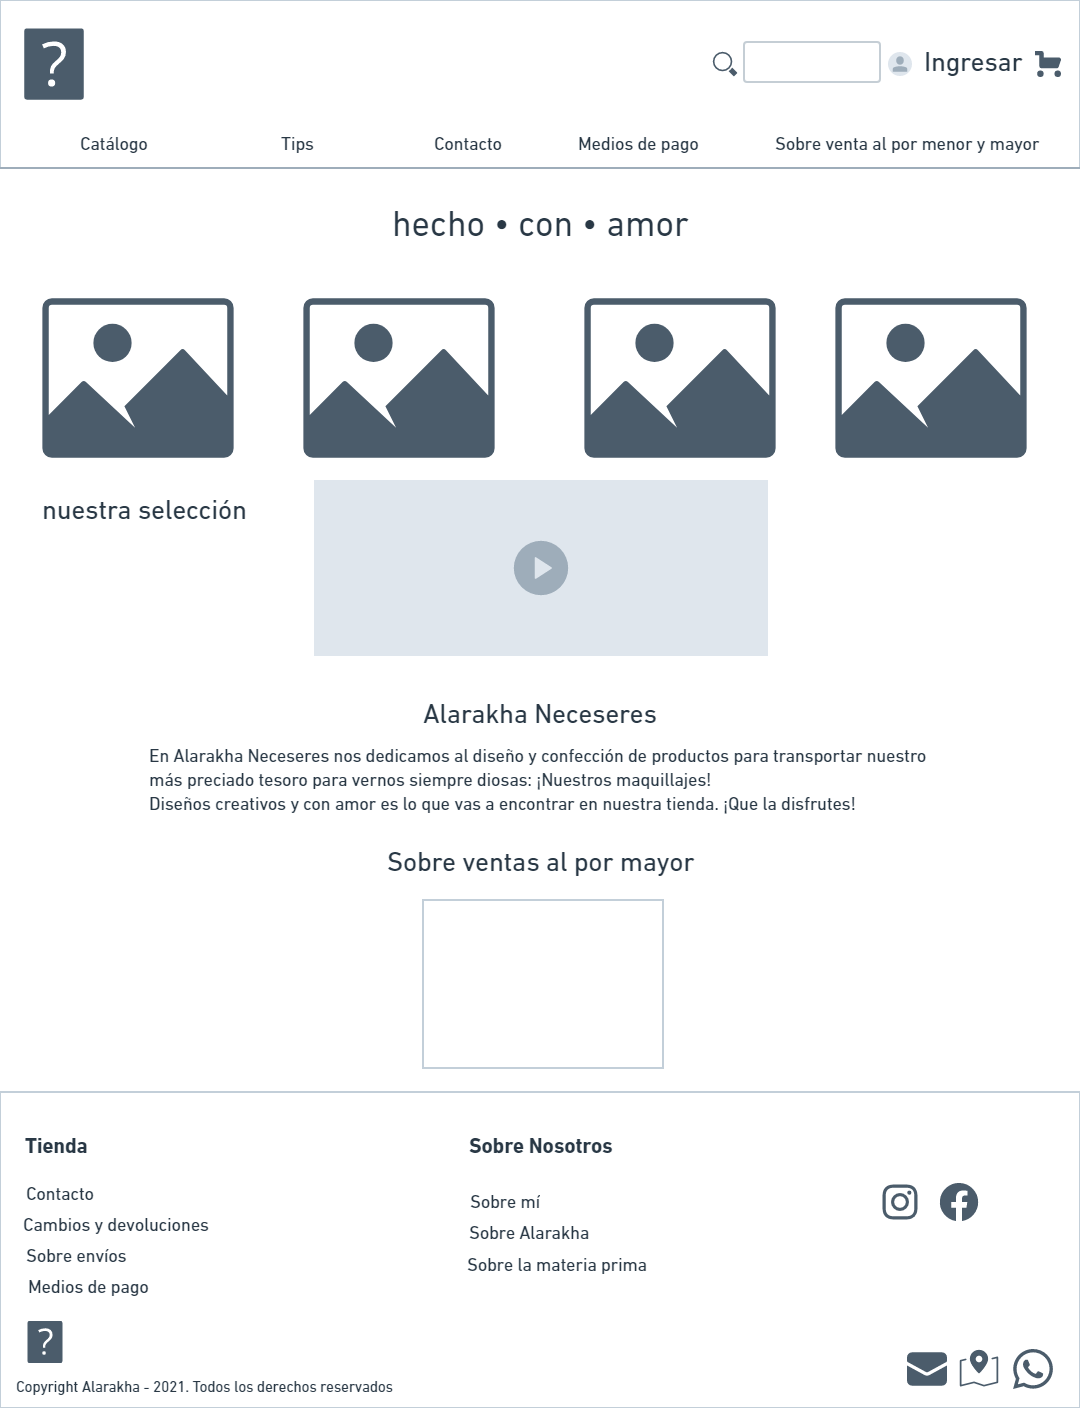 ?
Ingresar
Catálogo
Tips
Contacto
Medios de pago
Sobre venta al por menor y mayor
hecho • con • amor
nuestra selección
Alarakha Neceseres
En Alarakha Neceseres nos dedicamos al diseño y confección de productos para transportar nuestro
más preciado tesoro para vernos siempre diosas: ¡Nuestros maquillajes!
Diseños creativos y con amor es lo que vas a encontrar en nuestra tienda. ¡Que la disfrutes!
Sobre ventas al por mayor
Tienda
Contacto
Cambios y devoluciones
Sobre envíos
Medios de pago
Sobre Nosotros
Sobre mí
Sobre Alarakha
Sobre la materia prima
?
Copyright Alarakha - 2021. Todos los derechos reservados